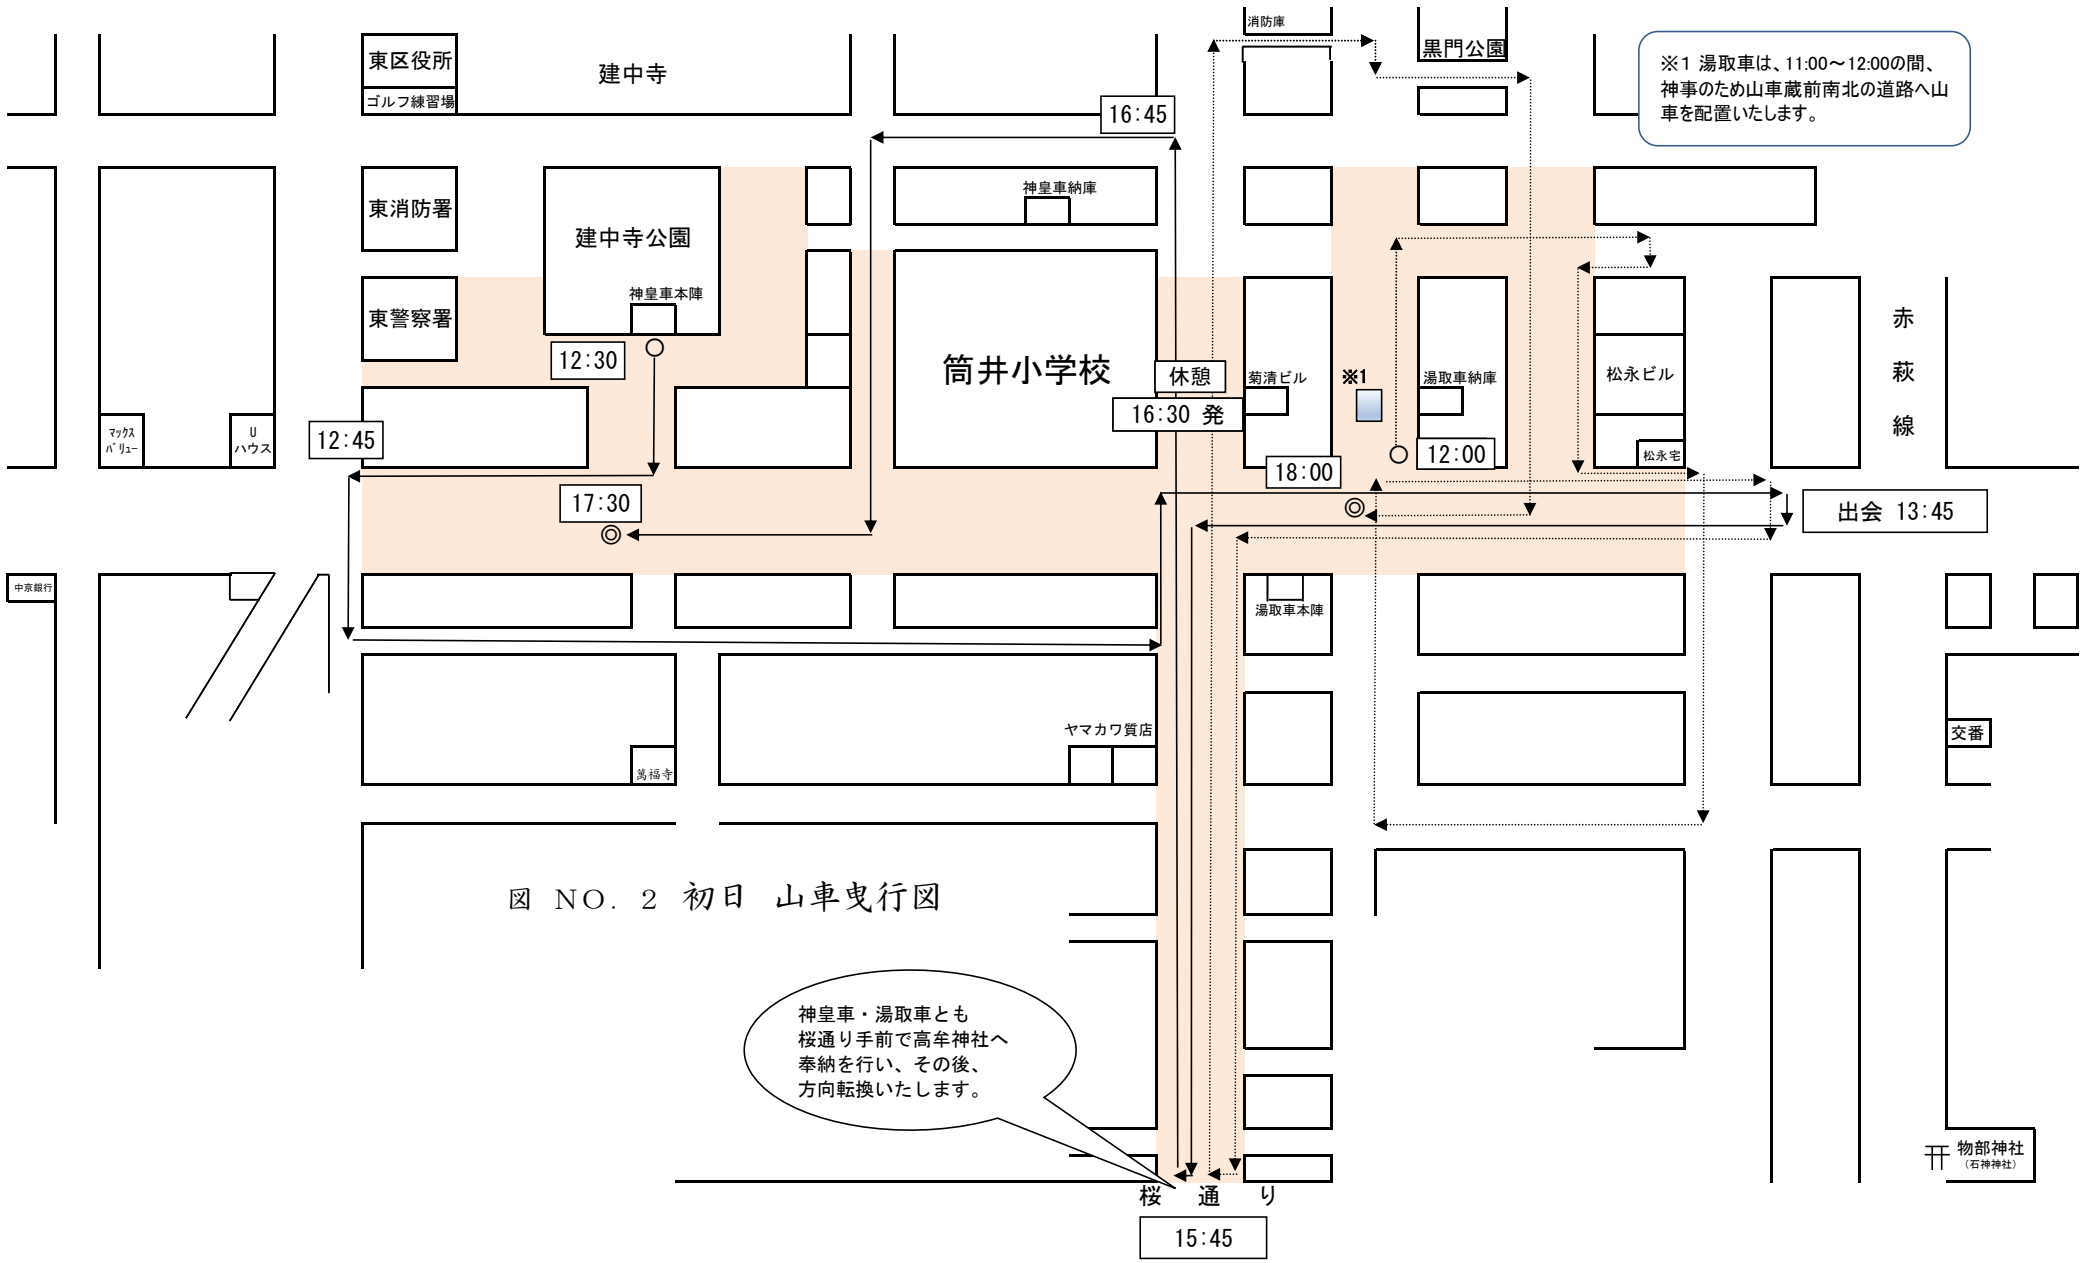 消防庫
東区役所
ゴルフ練習場
建中寺
黒門公園
※1 湯取車は、11:00～12:00の間、
神事のため山車蔵前南北の道路へ山
車を配置いたします。
16:45
東消防署
建中寺公園
神皇車納庫
東警察署
神皇車本陣
12:30
筒井小学校
休憩
16:30 発
菊清ビル
※1
湯取車納庫
松永ビル
赤
萩
線
マックス
バリュー
U
ハウス
12:45
18:00
12:00
松永宅
17:30
出会 13:45
中京銀行
湯取車本陣
ヤマカワ質店
萬福寺
交番
図 NO. 2 初日 山車曳行図
神皇車・湯取車とも
桜通り手前で高牟神社へ
奉納を行い、その後、
方向転換いたします。
物部神社
(石神神社)
桜 通 り
15:45